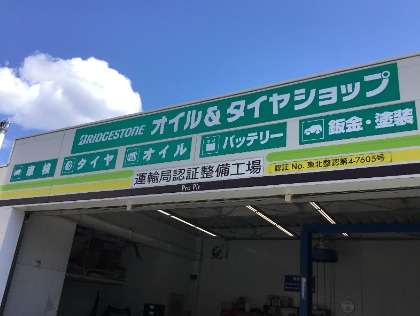 BRIDGESTONE オイル&タイヤショップ
車検 タイヤ オイル バッテリー 鈑金・塗装
運輸局認証整備工場 認証 No. 東北整認第4-7605号
Pro Pit